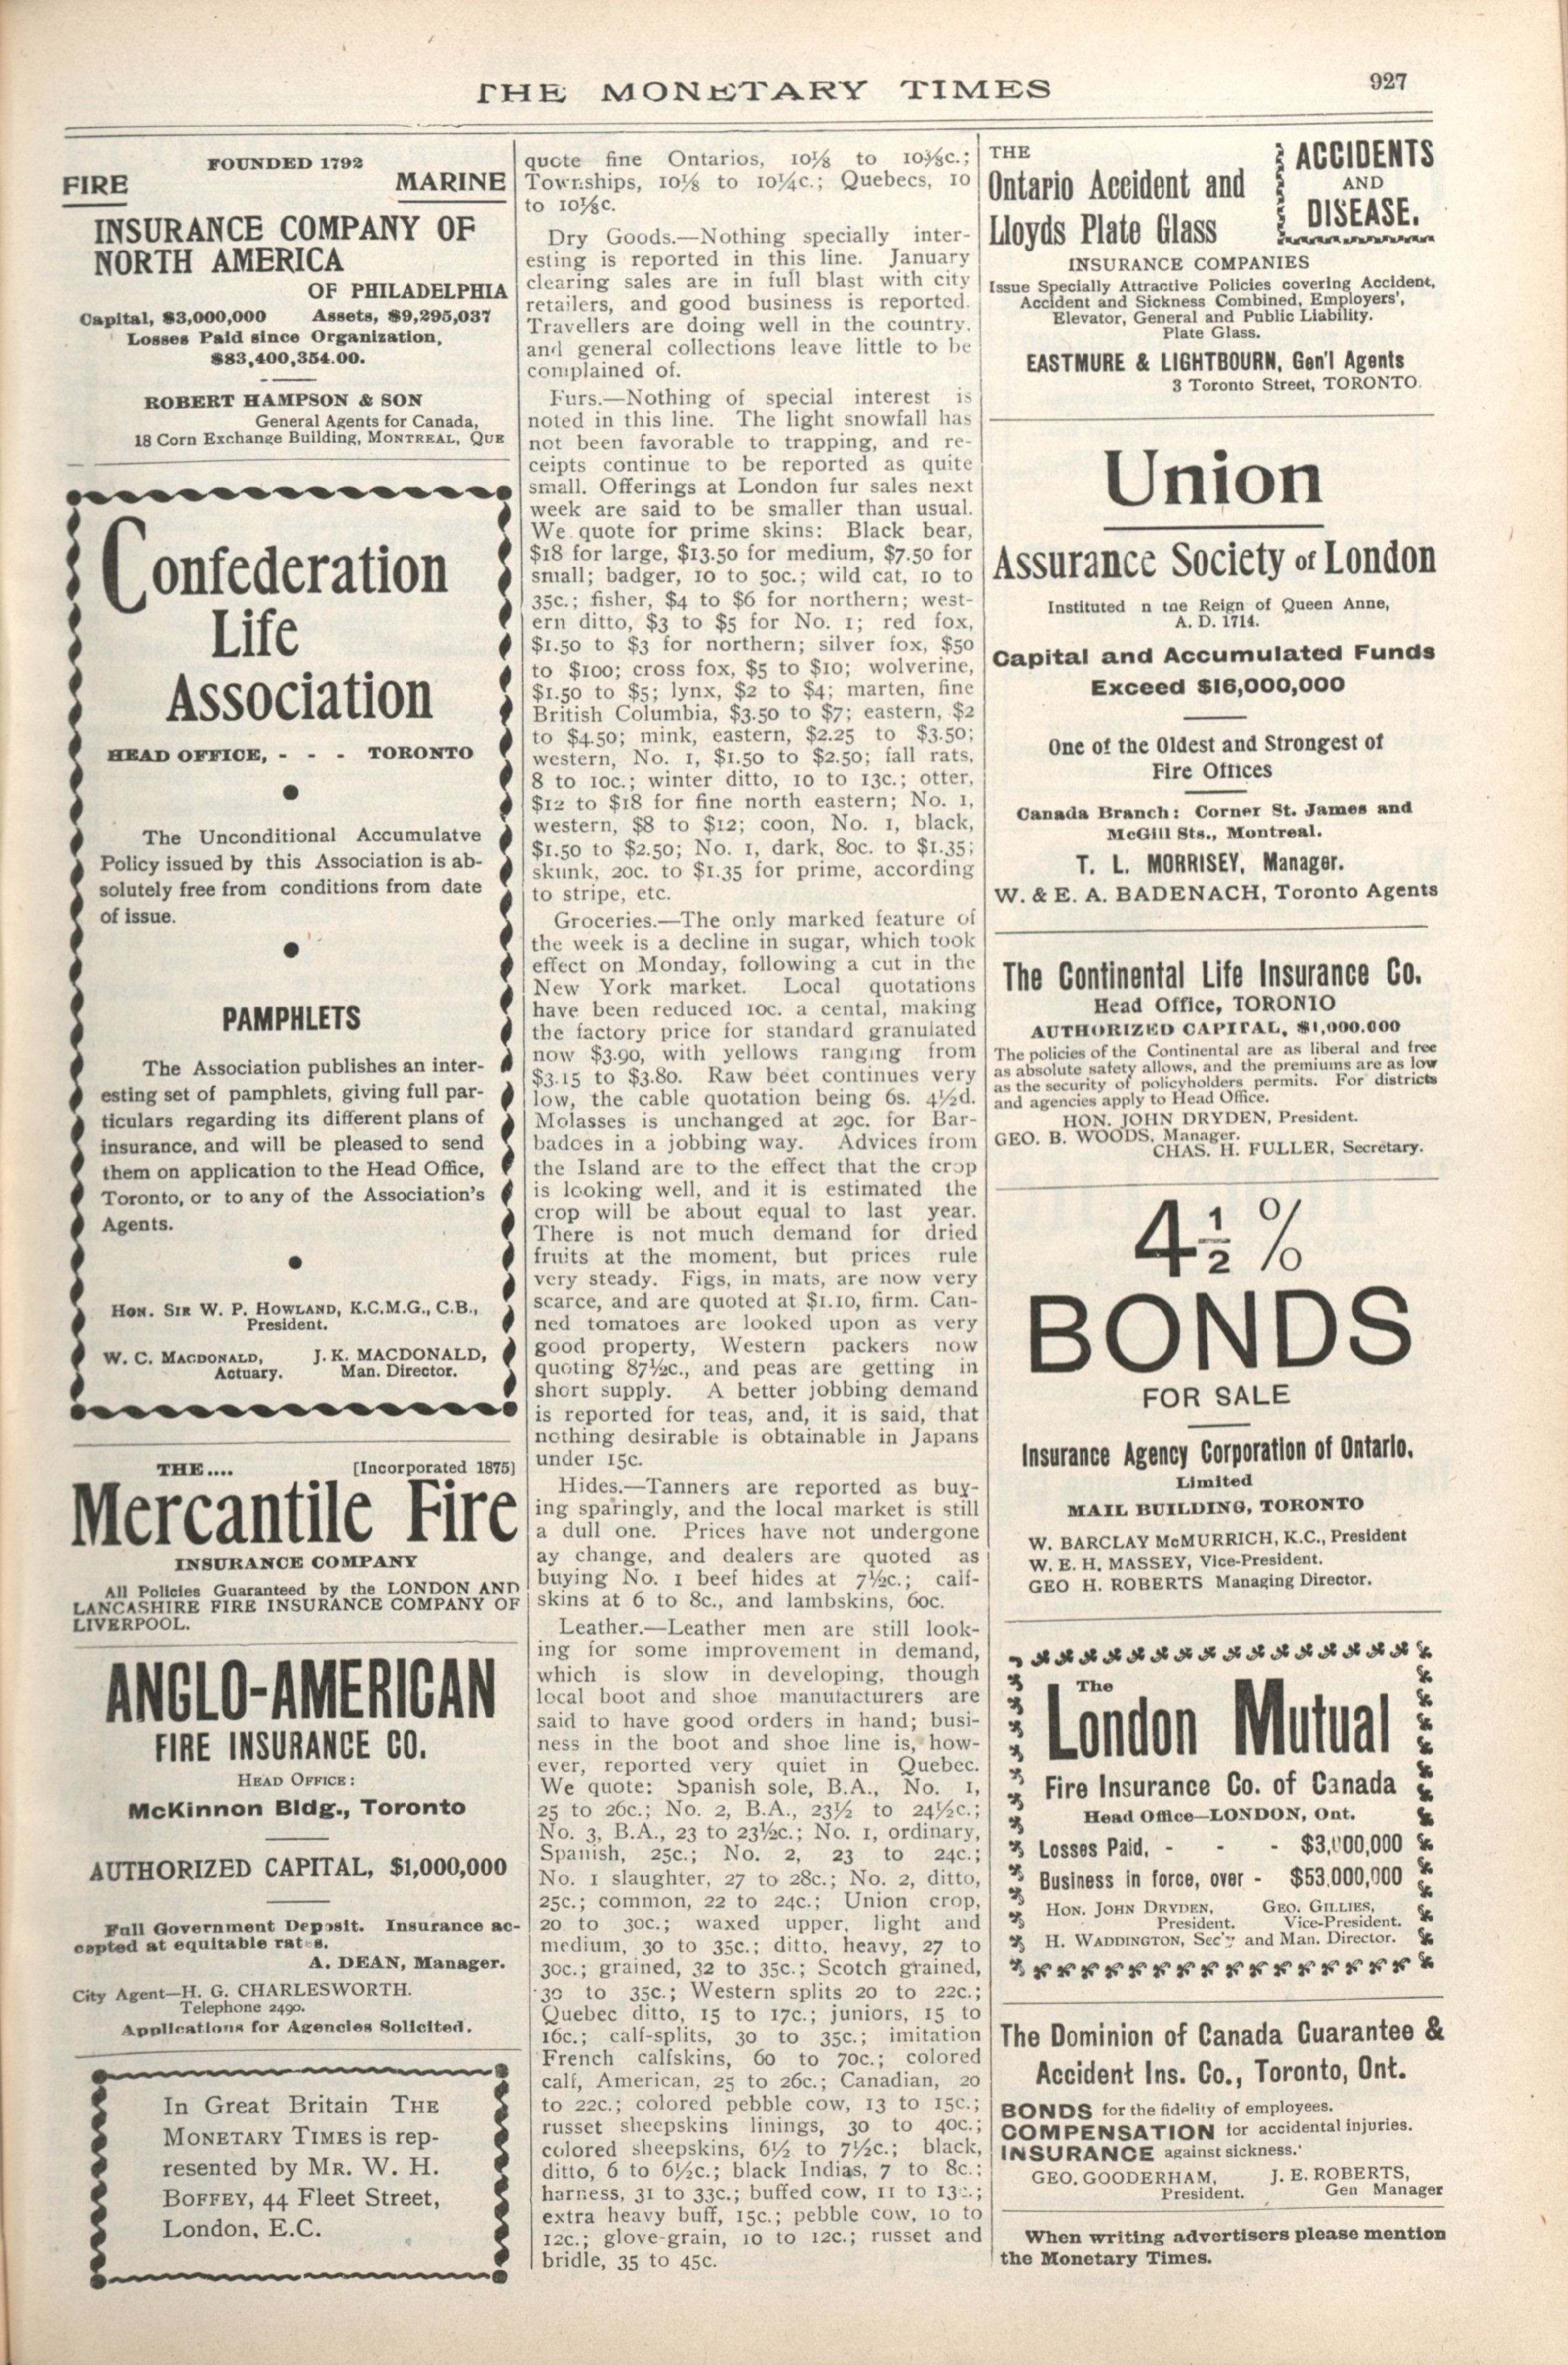 THE MONETARY TIMES
927
FOUNDED 1792
FIRE MARINE
INSURANCE COMPANY OF
NORTH AMERICA
OF PHILADELPHIA
Capital, $3,000,000 Assets, $9,295,037
Losses Paid since Organization,
$83,400,354.00.
ROBERT HAMPSON & SON
General Agents for Canada,
18 Corn Exchange Building, MONTREAL, QUE
Confederation
Life
Association
HEAD OFFICE, - - - TORONTO
The Unconditional Accumulatve
Policy issued by this Association is ab-
solutely free from conditions from date
of issue.
PAMPHLETS
The Association publishes an inter-
esting set of pamphlets, giving full par-
ticulars regarding its different plans of
insurance, and will be pleased to send
them on application to the Head Office,
Toronto, or to any of the Association's
Agents.
HON. SIR W. P. HOWLAND, K.C.M.G., C.B.,
President.
W. C. MACDONALD, J. K. MACDONALD,
Actuary. Man. Director.
THE.... [Incorporated 1875]
Mercantile Fire
INSURANCE COMPANY
All Policies Guaranteed by the LONDON AND
LANCASHIRE FIRE INSURANCE COMPANY OF
LIVERPOOL.
ANGLO-AMERICAN
FIRE INSURANCE CO.
HEAD OFFICE:
McKinnon Bldg., Toronto
AUTHORIZED CAPITAL, $1,000,000
Full Government Deposit. Insurance ac-
cepted at equitable rates.
A. DEAN, Manager.
City Agent—H. G. CHARLESWORTH.
Telephone 2490.
Applications for Agencies Solicited.
In Great Britain THE
MONETARY TIMES is rep-
resented by MR. W. H.
BOFFEY, 44 Fleet Street,
London, E.C.
quote fine Ontarios, 10⅛ to 10⅜c.;
Townships, 10⅛ to 10¼c.; Quebecs, 10
to 10⅛c.
Dry Goods.—Nothing specially inter-
esting is reported in this line. January
clearing sales are in full blast with city
retailers, and good business is reported.
Travellers are doing well in the country,
and general collections leave little to be
complained of.
Furs.—Nothing of special interest is
noted in this line. The light snowfall has
not been favorable to trapping, and re-
ceipts continue to be reported as quite
small. Offerings at London fur sales next
week are said to be smaller than usual.
We quote for prime skins: Black bear,
$18 for large, $13.50 for medium, $7.50 for
small; badger, 10 to 50c.; wild cat, 10 to
35c.; fisher, $4 to $6 for northern; west-
ern ditto, $3 to $5 for No. 1; red fox,
$1.50 to $3 for northern; silver fox, $50
to $100; cross fox, $5 to $10; wolverine,
$1.50 to $5; lynx, $2 to $4; marten, fine
British Columbia, $3.50 to $7; eastern, $2
to $4.50; mink, eastern, $2.25 to $3.50;
western, No. 1, $1.50 to $2.50; fall rats,
8 to 10c.; winter ditto, 10 to 13c.; otter,
$12 to $18 for fine north eastern; No. 1,
western, $8 to $12; coon, No. 1, black,
$1.50 to $2.50; No. 1, dark, 80c. to $1.35;
skunk, 20c. to $1.35 for prime, according
to stripe, etc.
Groceries.—The only marked feature of
the week is a decline in sugar, which took
effect on Monday, following a cut in the
New York market. Local quotations
have been reduced 10c. a cental, making
the factory price for standard granulated
now $3.90, with yellows ranging from
$3.15 to $3.80. Raw beet continues very
low, the cable quotation being 6s. 4½d.
Molasses is unchanged at 29c. for Bar-
badoes in a jobbing way. Advices from
the Island are to the effect that the crop
is looking well, and it is estimated the
crop will be about equal to last year.
There is not much demand for dried
fruits at the moment, but prices rule
very steady. Figs, in mats, are now very
scarce, and are quoted at $1.10, firm. Can-
ned tomatoes are looked upon as very
good property, Western packers now
quoting 87½c., and peas are getting in
short supply. A better jobbing demand
is reported for teas, and, it is said, that
nothing desirable is obtainable in Japans
under 15c.
Hides.—Tanners are reported as buy-
ing sparingly, and the local market is still
a dull one. Prices have not undergone
ay change, and dealers are quoted as
buying No. 1 beef hides at 7½c.; calf-
skins at 6 to 8c., and lambskins, 60c.
Leather.—Leather men are still look-
ing for some improvement in demand,
which is slow in developing, though
local boot and shoe manufacturers are
said to have good orders in hand; busi-
ness in the boot and shoe line is, how-
ever, reported very quiet in Quebec.
We quote: Spanish sole, B.A., No. 1,
25 to 26c.; No. 2, B.A., 23½ to 24½c.;
No. 3, B.A., 23 to 23½c.; No. 1, ordinary,
Spanish, 25c.; No. 2, 23 to 24c.;
No. 1 slaughter, 27 to 28c.; No. 2, ditto,
25c.; common, 22 to 24c.; Union crop,
20 to 30c.; waxed upper, light and
medium, 30 to 35c.; ditto, heavy, 27 to
30c.; grained, 32 to 35c.; Scotch grained,
30 to 35c.; Western splits 20 to 22c.;
Quebec ditto, 15 to 17c.; juniors, 15 to
16c.; calf-splits, 30 to 35c.; imitation
French calfskins, 60 to 70c.; colored
calf, American, 25 to 26c.; Canadian, 20
to 22c.; colored pebble cow, 13 to 15c.;
russet sheepskins linings, 30 to 40c.;
colored sheepskins, 6½ to 7½c.; black,
ditto, 6 to 6½c.; black Indias, 7 to 8c.;
harness, 31 to 33c.; buffed cow, 11 to 13c.;
extra heavy buff, 15c.; pebble cow, 10 to
12c.; glove-grain, 10 to 12c.; russet and
bridle, 35 to 45c.
THE
Ontario Accident and
Lloyds Plate Glass
ACCIDENTS
AND
DISEASE.
INSURANCE COMPANIES
Issue Specially Attractive Policies covering Accident,
Accident and Sickness Combined, Employers',
Elevator, General and Public Liability.
Plate Glass.
EASTMURE & LIGHTBOURN, Gen'l Agents
3 Toronto Street, TORONTO.
Union
Assurance Society of London
Instituted n the Reign of Queen Anne,
A. D. 1714.
Capital and Accumulated Funds
Exceed $16,000,000
One of the Oldest and Strongest of
Fire Offices
Canada Branch: Corner St. James and
McGill Sts., Montreal.
T. L. MORRISEY, Manager.
W. & E. A. BADENACH, Toronto Agents
The Continental Life Insurance Co.
Head Office, TORONTO
AUTHORIZED CAPITAL, $1,000.000
The policies of the Continental are as liberal and free
as absolute safety allows, and the premiums are as low
as the security of policyholders permits. For districts
and agencies apply to Head Office.
HON. JOHN DRYDEN, President.
GEO. B. WOODS, Manager.
CHAS. H. FULLER, Secretary.
4½%
BONDS
FOR SALE
Insurance Agency Corporation of Ontario,
Limited
MAIL BUILDING, TORONTO
W. BARCLAY McMURRICH, K.C., President
W. E. H. MASSEY, Vice-President.
GEO H. ROBERTS Managing Director.
The
London Mutual
Fire Insurance Co. of Canada
Head Office—LONDON, Ont.
Losses Paid, - - - $3,000,000
Business in force, over - $53,000,000
HON. JOHN DRYDEN, GEO. GILLIES,
President. Vice-President.
H. WADDINGTON, Sec'y and Man. Director.
The Dominion of Canada Guarantee &
Accident Ins. Co., Toronto, Ont.
BONDS for the fidelity of employees.
COMPENSATION for accidental injuries.
INSURANCE against sickness.
GEO. GOODERHAM, J. E. ROBERTS,
President. Gen Manager
When writing advertisers please mention
the Monetary Times.